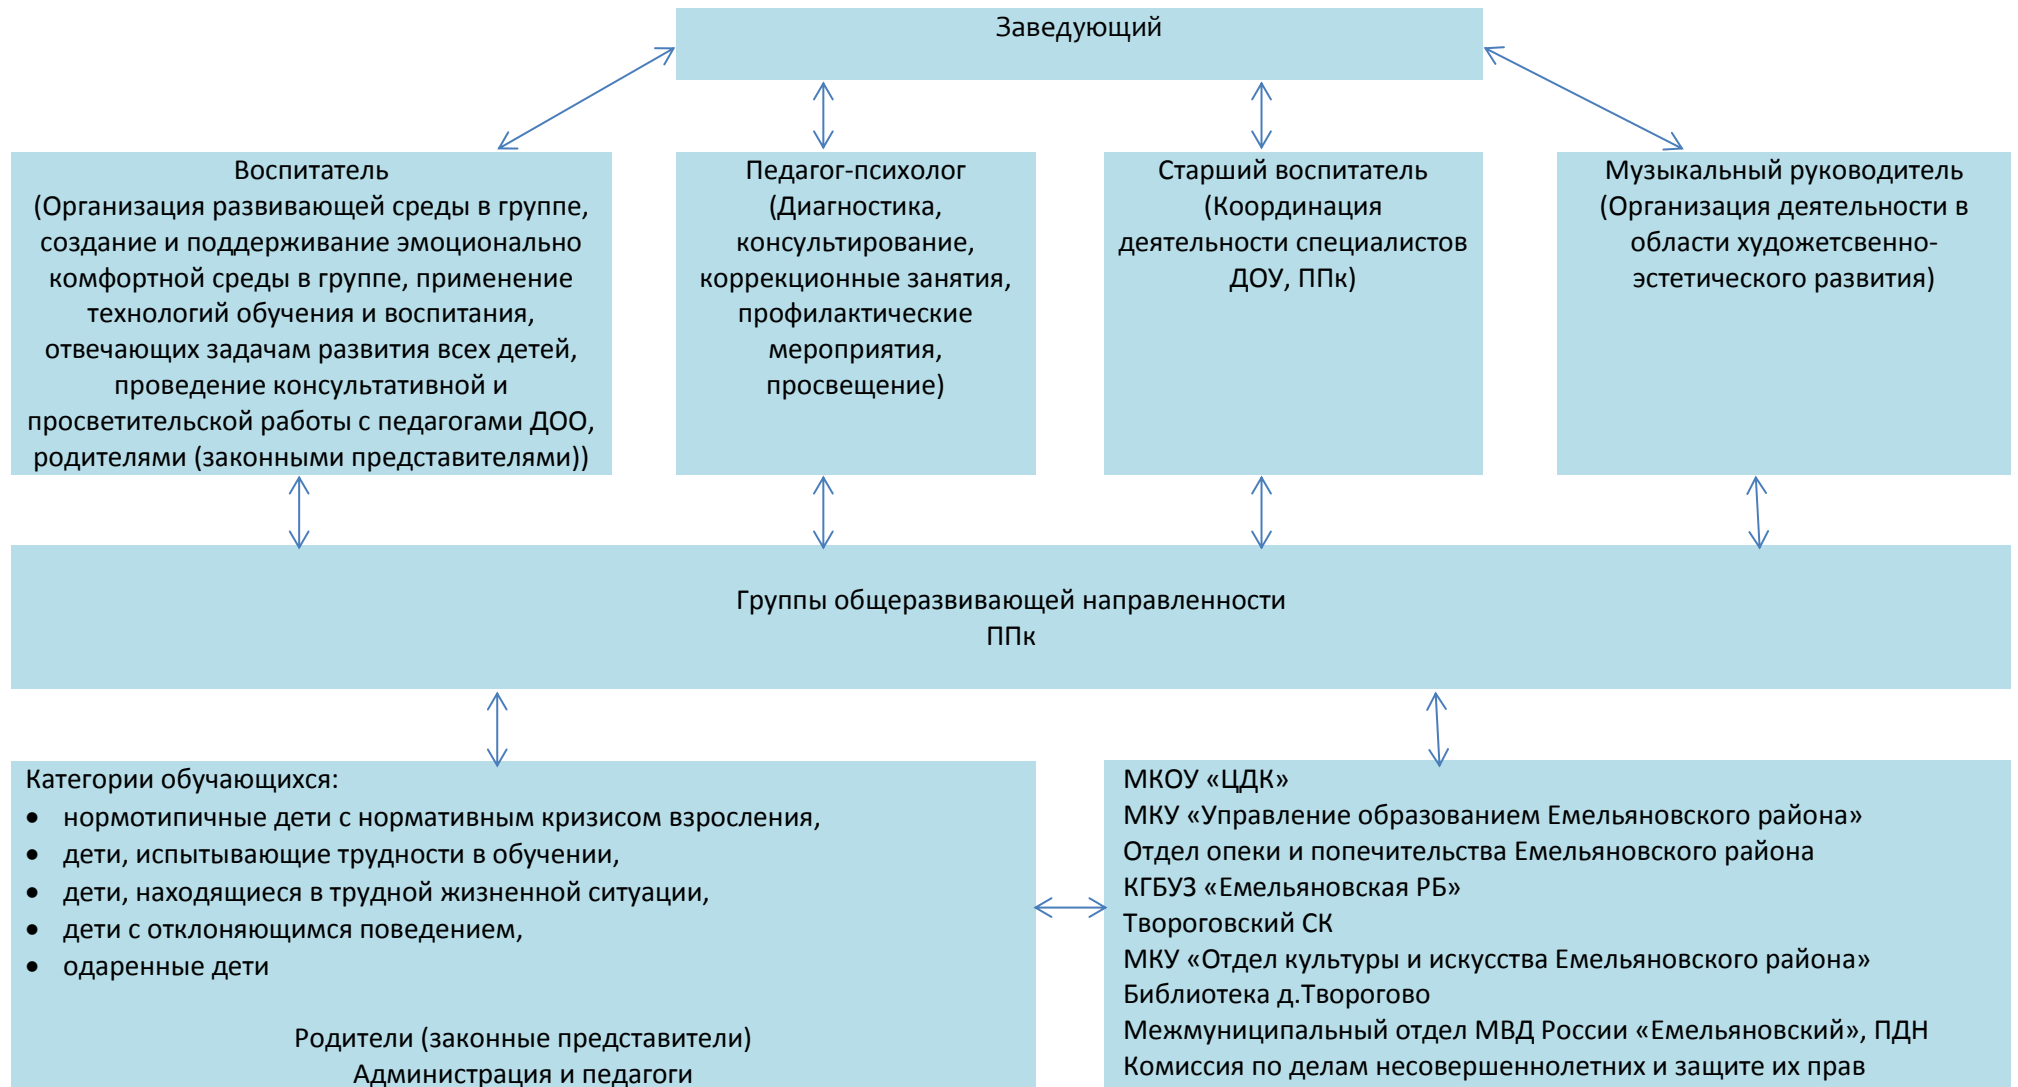 Заведующий
Воспитатель
(Организация развивающей среды в группе,
создание и поддерживание эмоционально
комфортной среды в группе, применение
технологий обучения и воспитания,
отвечающих задачам развития всех детей,
проведение консультативной и
просветительской работы с педагогами ДОО,
родителями (законными представителями))
Педагог-психолог
(Диагностика,
консультирование,
коррекционные занятия,
профилактические
мероприятия,
просвещение)
Старший воспитатель
(Координация
деятельности специалистов
ДОУ, ППк)
Музыкальный руководитель
(Организация деятельности в
области художетсвенно-
эстетического развития)
Группы общеразвивающей направленности
ППк
Категории обучающихся:
• нормотипичные дети с нормативным кризисом взросления,
• дети, испытывающие трудности в обучении,
• дети, находящиеся в трудной жизненной ситуации,
• дети с отклоняющимся поведением,
• одаренные дети
Родители (законные представители)
Администрация и педагоги
МКОУ «ЦДК»
МКУ «Управление образованием Емельяновского района»
Отдел опеки и попечительства Емельяновского района
КГБУЗ «Емельяновская РБ»
Твороговский СК
МКУ «Отдел культуры и искусства Емельяновского района»
Библиотека д.Творогово
Межмуниципальный отдел МВД России «Емельяновский», ПДН
Комиссия по делам несовершеннолетних и защите их прав